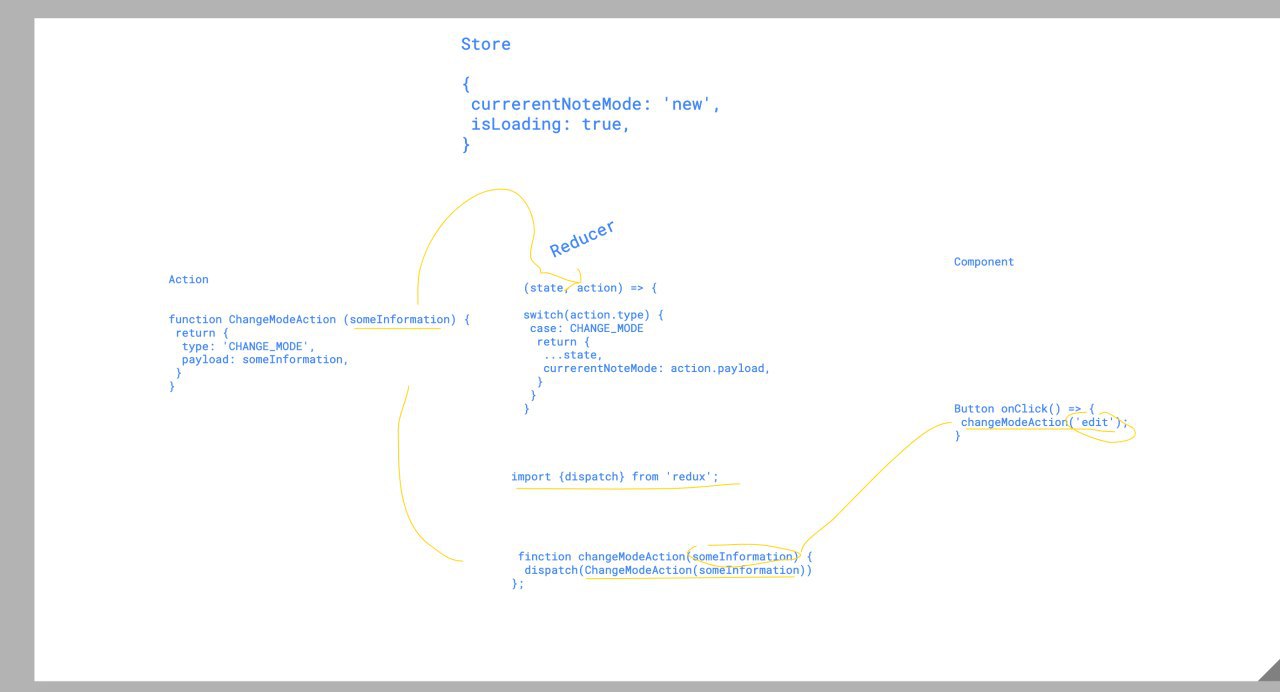 Store
{
currerentNoteMode: 'new',
isLoading: true,
}
Reducer
Action
function ChangeModeAction (someInformation) {
return {
type: 'CHANGE_MODE',
payload: someInformation,
}
}
(state, action) => {
switch(action.type) {
case: CHANGE_MODE
return {
...state,
currerentNoteMode: action.payload,
}
}
}
Component
Button onClick() => {
changeModeAction('edit');
}
import {dispatch} from 'redux';
finction changeModeAction(someInformation) {
dispatch(ChangeModeAction(someInformation))
};